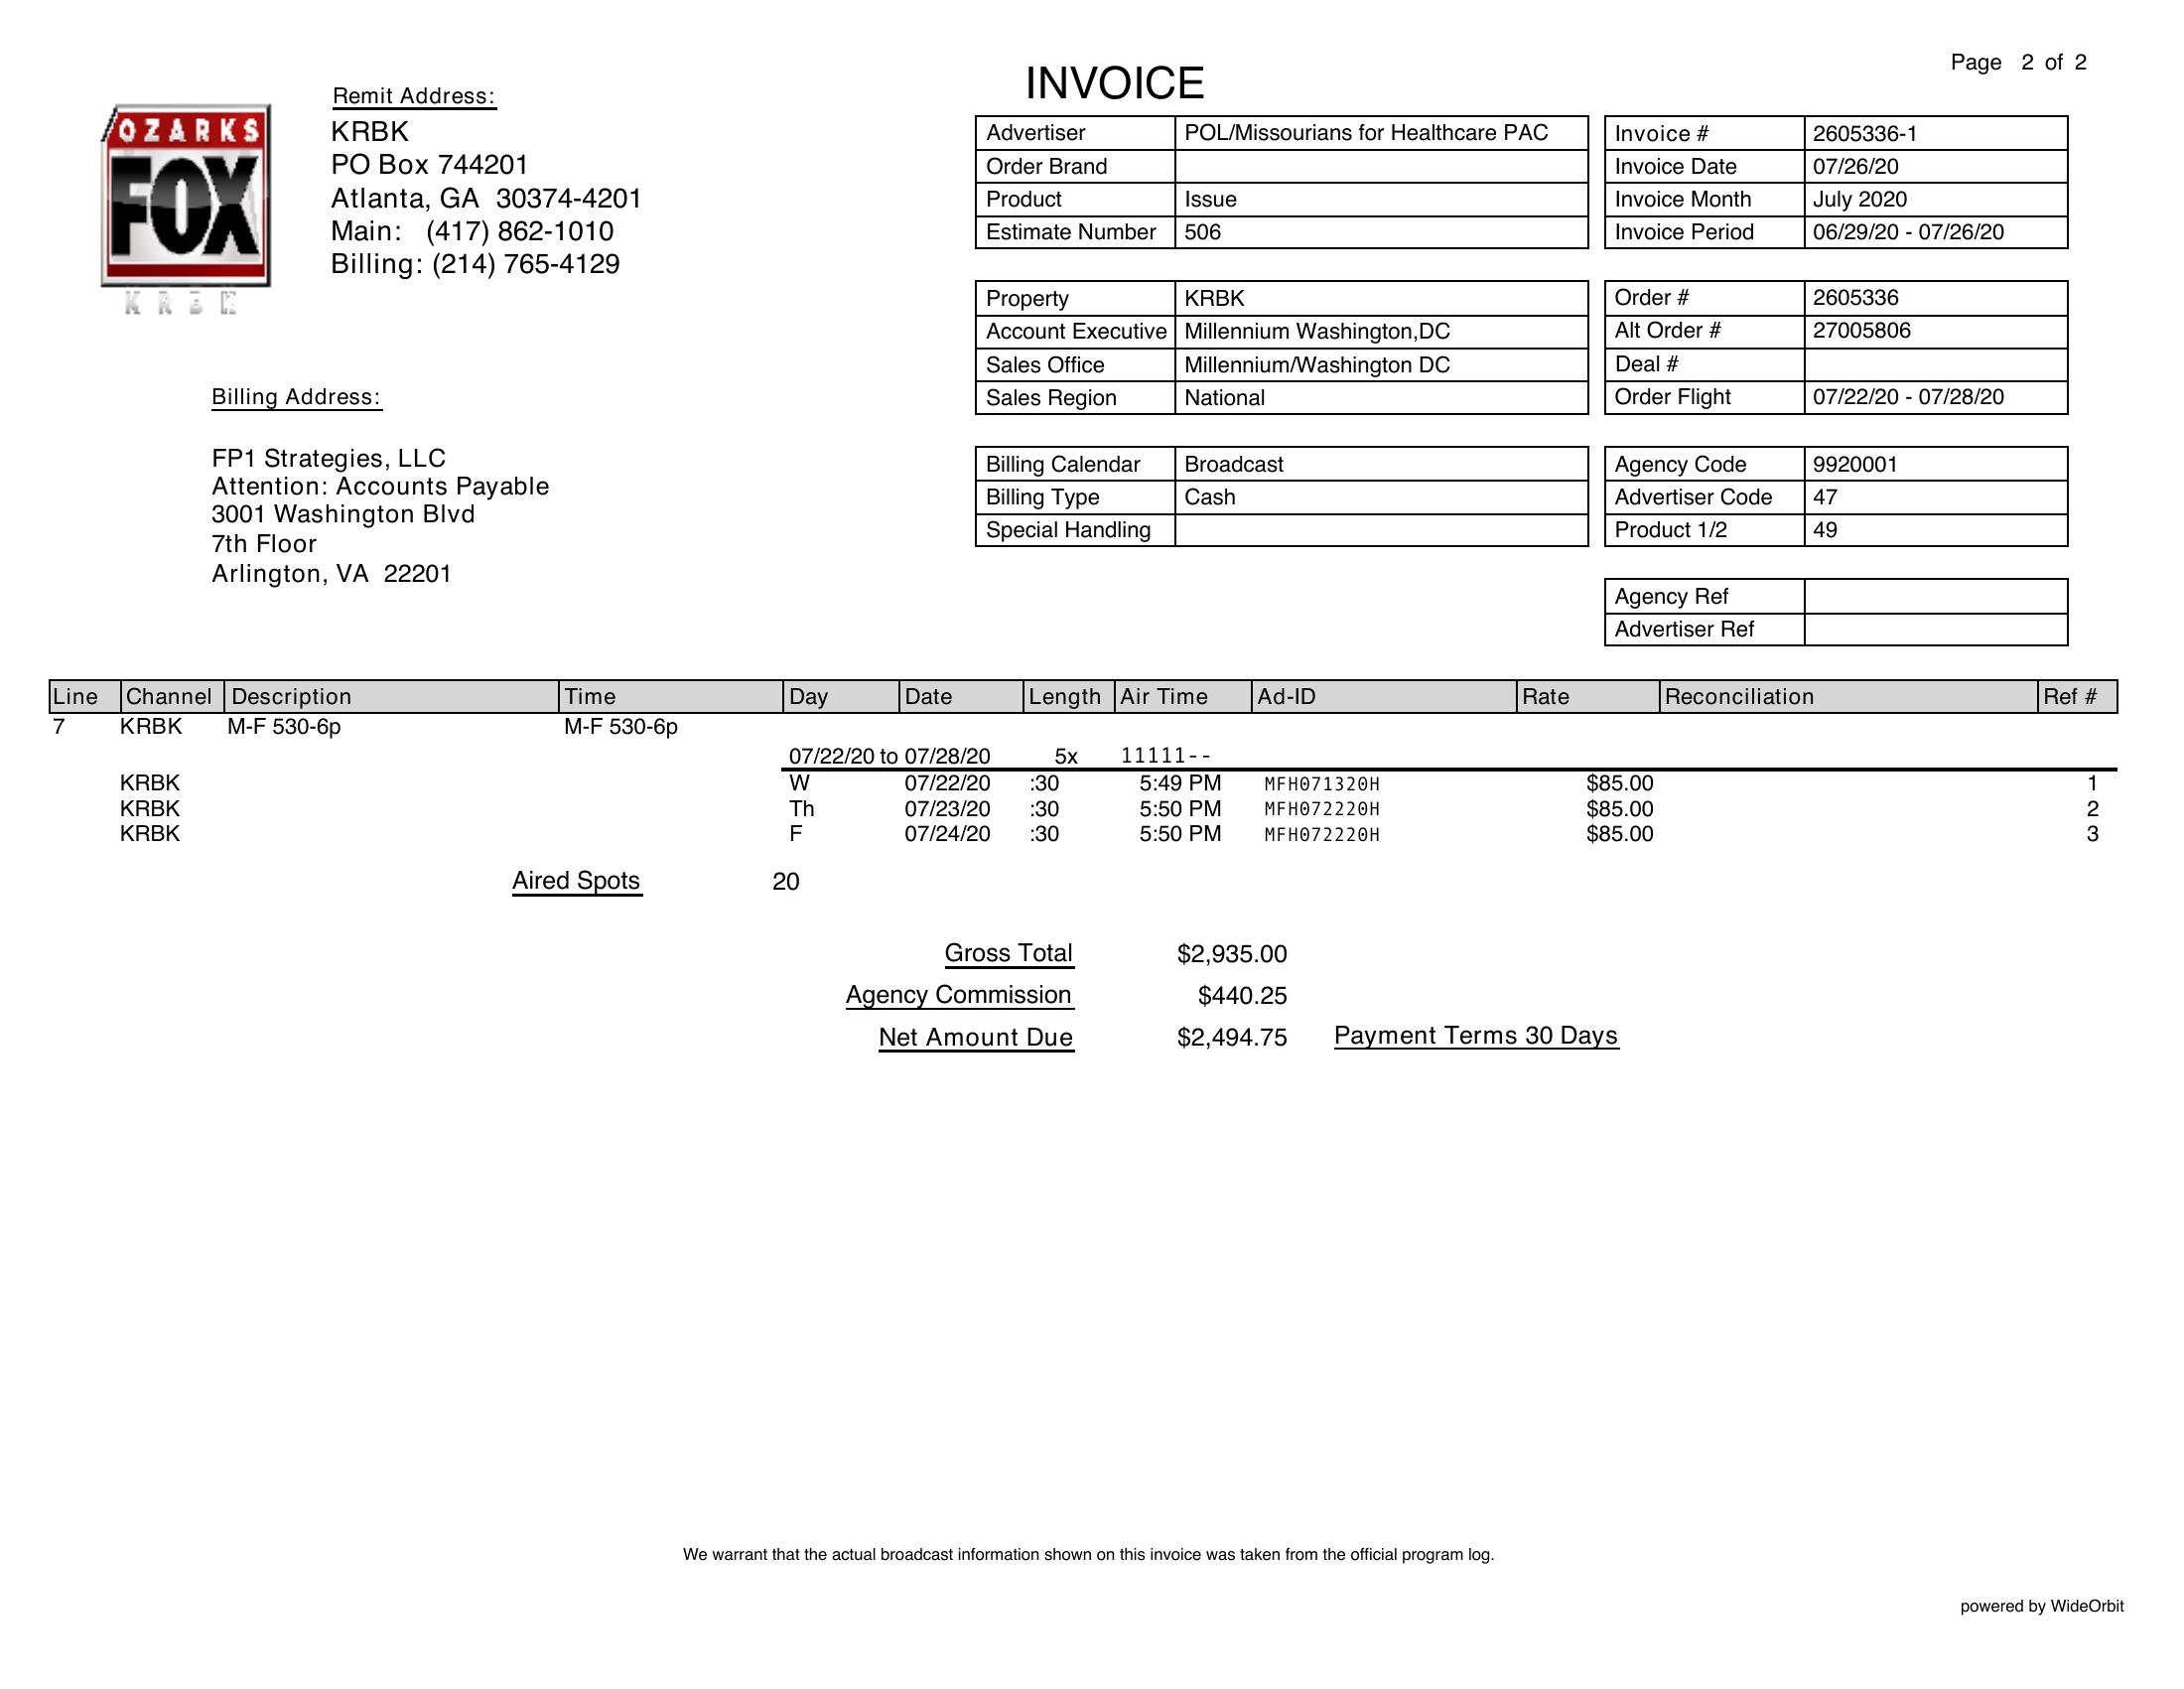 Page 2 of 2
INVOICE
OZARKS
FOX
KRBK
Remit Address:
KRBK
PO Box 744201
Atlanta, GA 30374-4201
Main: (417) 862-1010
Billing: (214) 765-4129
Billing Address:
FP1 Strategies, LLC
Attention: Accounts Payable
3001 Washington Blvd
7th Floor
Arlington, VA 22201
Advertiser POL/Missourians for Healthcare PAC
Order Brand
Product Issue
Estimate Number 506
Invoice # 2605336-1
Invoice Date 07/26/20
Invoice Month July 2020
Invoice Period 06/29/20 - 07/26/20
Property KRBK
Account Executive Millennium Washington,DC
Sales Office Millennium/Washington DC
Sales Region National
Order # 2605336
Alt Order # 27005806
Deal #
Order Flight 07/22/20 - 07/28/20
Billing Calendar Broadcast
Billing Type Cash
Special Handling
Agency Code 9920001
Advertiser Code 47
Product 1/2 49
Agency Ref
Advertiser Ref
Line Channel Description Time Day Date Length Air Time Ad-ID Rate Reconciliation Ref #
7 KRBK M-F 530-6p M-F 530-6p
07/22/20 to 07/28/20 5x 11111--
KRBK W 07/22/20 :30 5:49 PM MFH071320H $85.00 1
KRBK Th 07/23/20 :30 5:50 PM MFH072220H $85.00 2
KRBK F 07/24/20 :30 5:50 PM MFH072220H $85.00 3
Aired Spots 20
Gross Total $2,935.00
Agency Commission $440.25
Net Amount Due $2,494.75 Payment Terms 30 Days
We warrant that the actual broadcast information shown on this invoice was taken from the official program log.
powered by WideOrbit